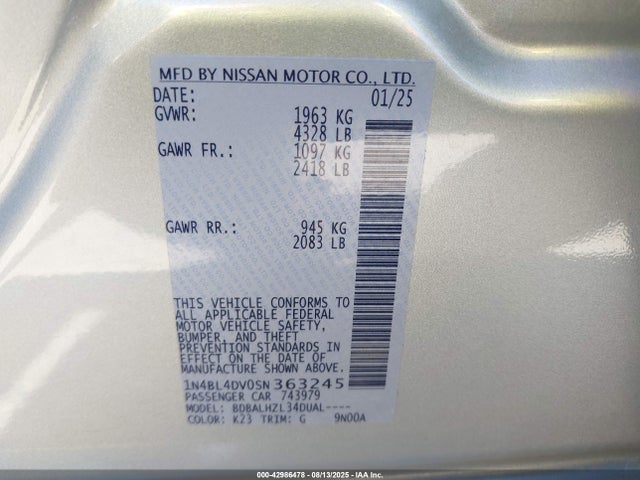 MFD BY NISSAN MOTOR CO., LTD.
DATE: 01/25
GVWR: 1963 KG
4328 LB
GAWR FR.: 1097 KG
2418 LB
GAWR RR.: 945 KG
2083 LB
THIS VEHICLE CONFORMS TO
ALL APPLICABLE FEDERAL
MOTOR VEHICLE SAFETY,
BUMPER, AND THEFT
PREVENTION STANDARDS IN
EFFECT ON THE DATE OF
MANUFACTURE SHOWN ABOVE.
1N4BL4DV0SN363245
PASSENGER CAR 743979
MODEL: BDBALHZL34DUAL----
COLOR: K23 TRIM: G 9N00A
000-42986478 - 08/13/2025 - IAA Inc.